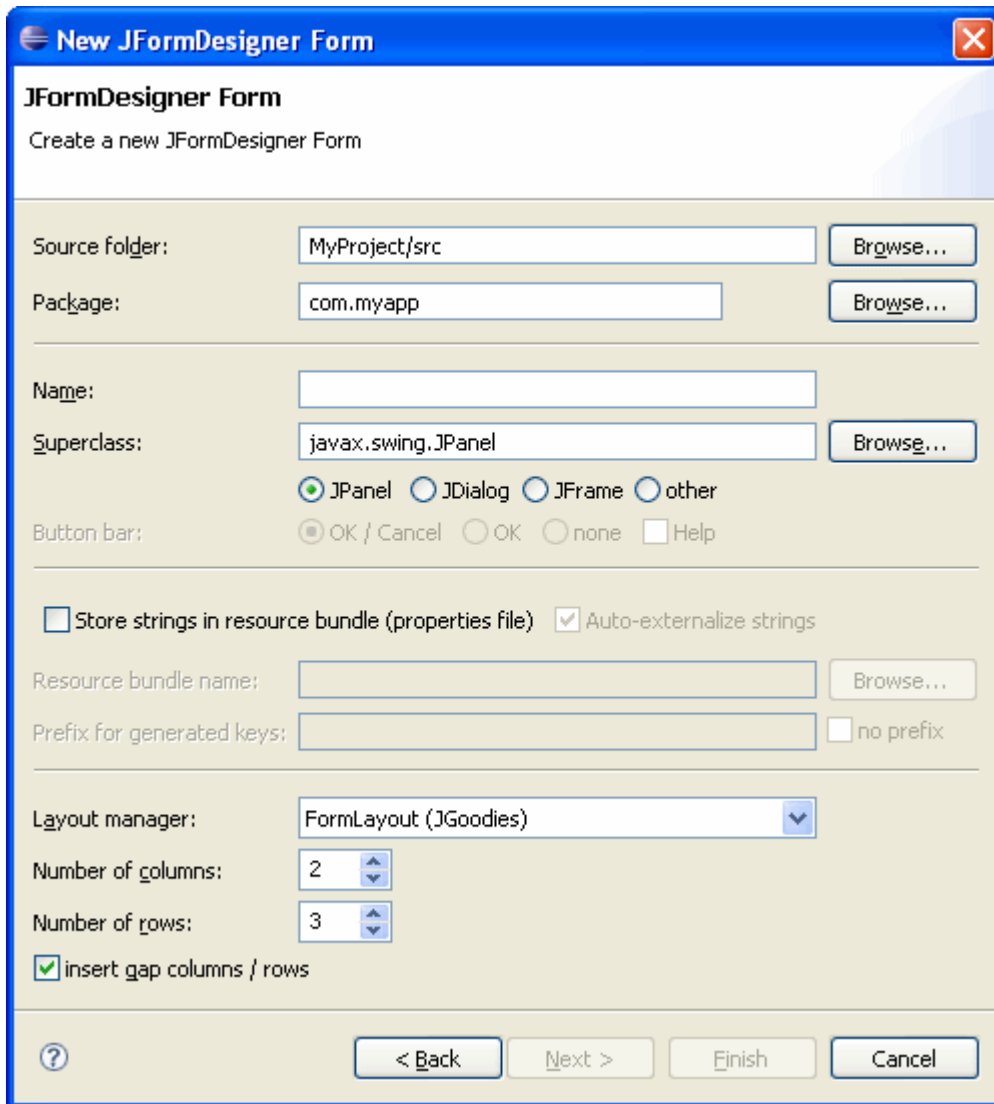 New JFormDesigner Form
JFormDesigner Form
Create a new JFormDesigner Form
Source folder: MyProject/src Browse...
Package: com.myapp Browse...
Name:
Superclass: javax.swing.JPanel Browse...
JPanel JDialog JFrame other
Button bar: OK / Cancel OK none Help
Store strings in resource bundle (properties file) Auto-externalize strings
Resource bundle name: Browse...
Prefix for generated keys: no prefix
Layout manager: FormLayout (JGoodies)
Number of columns: 2
Number of rows: 3
insert gap columns / rows
? < Back Next > Finish Cancel